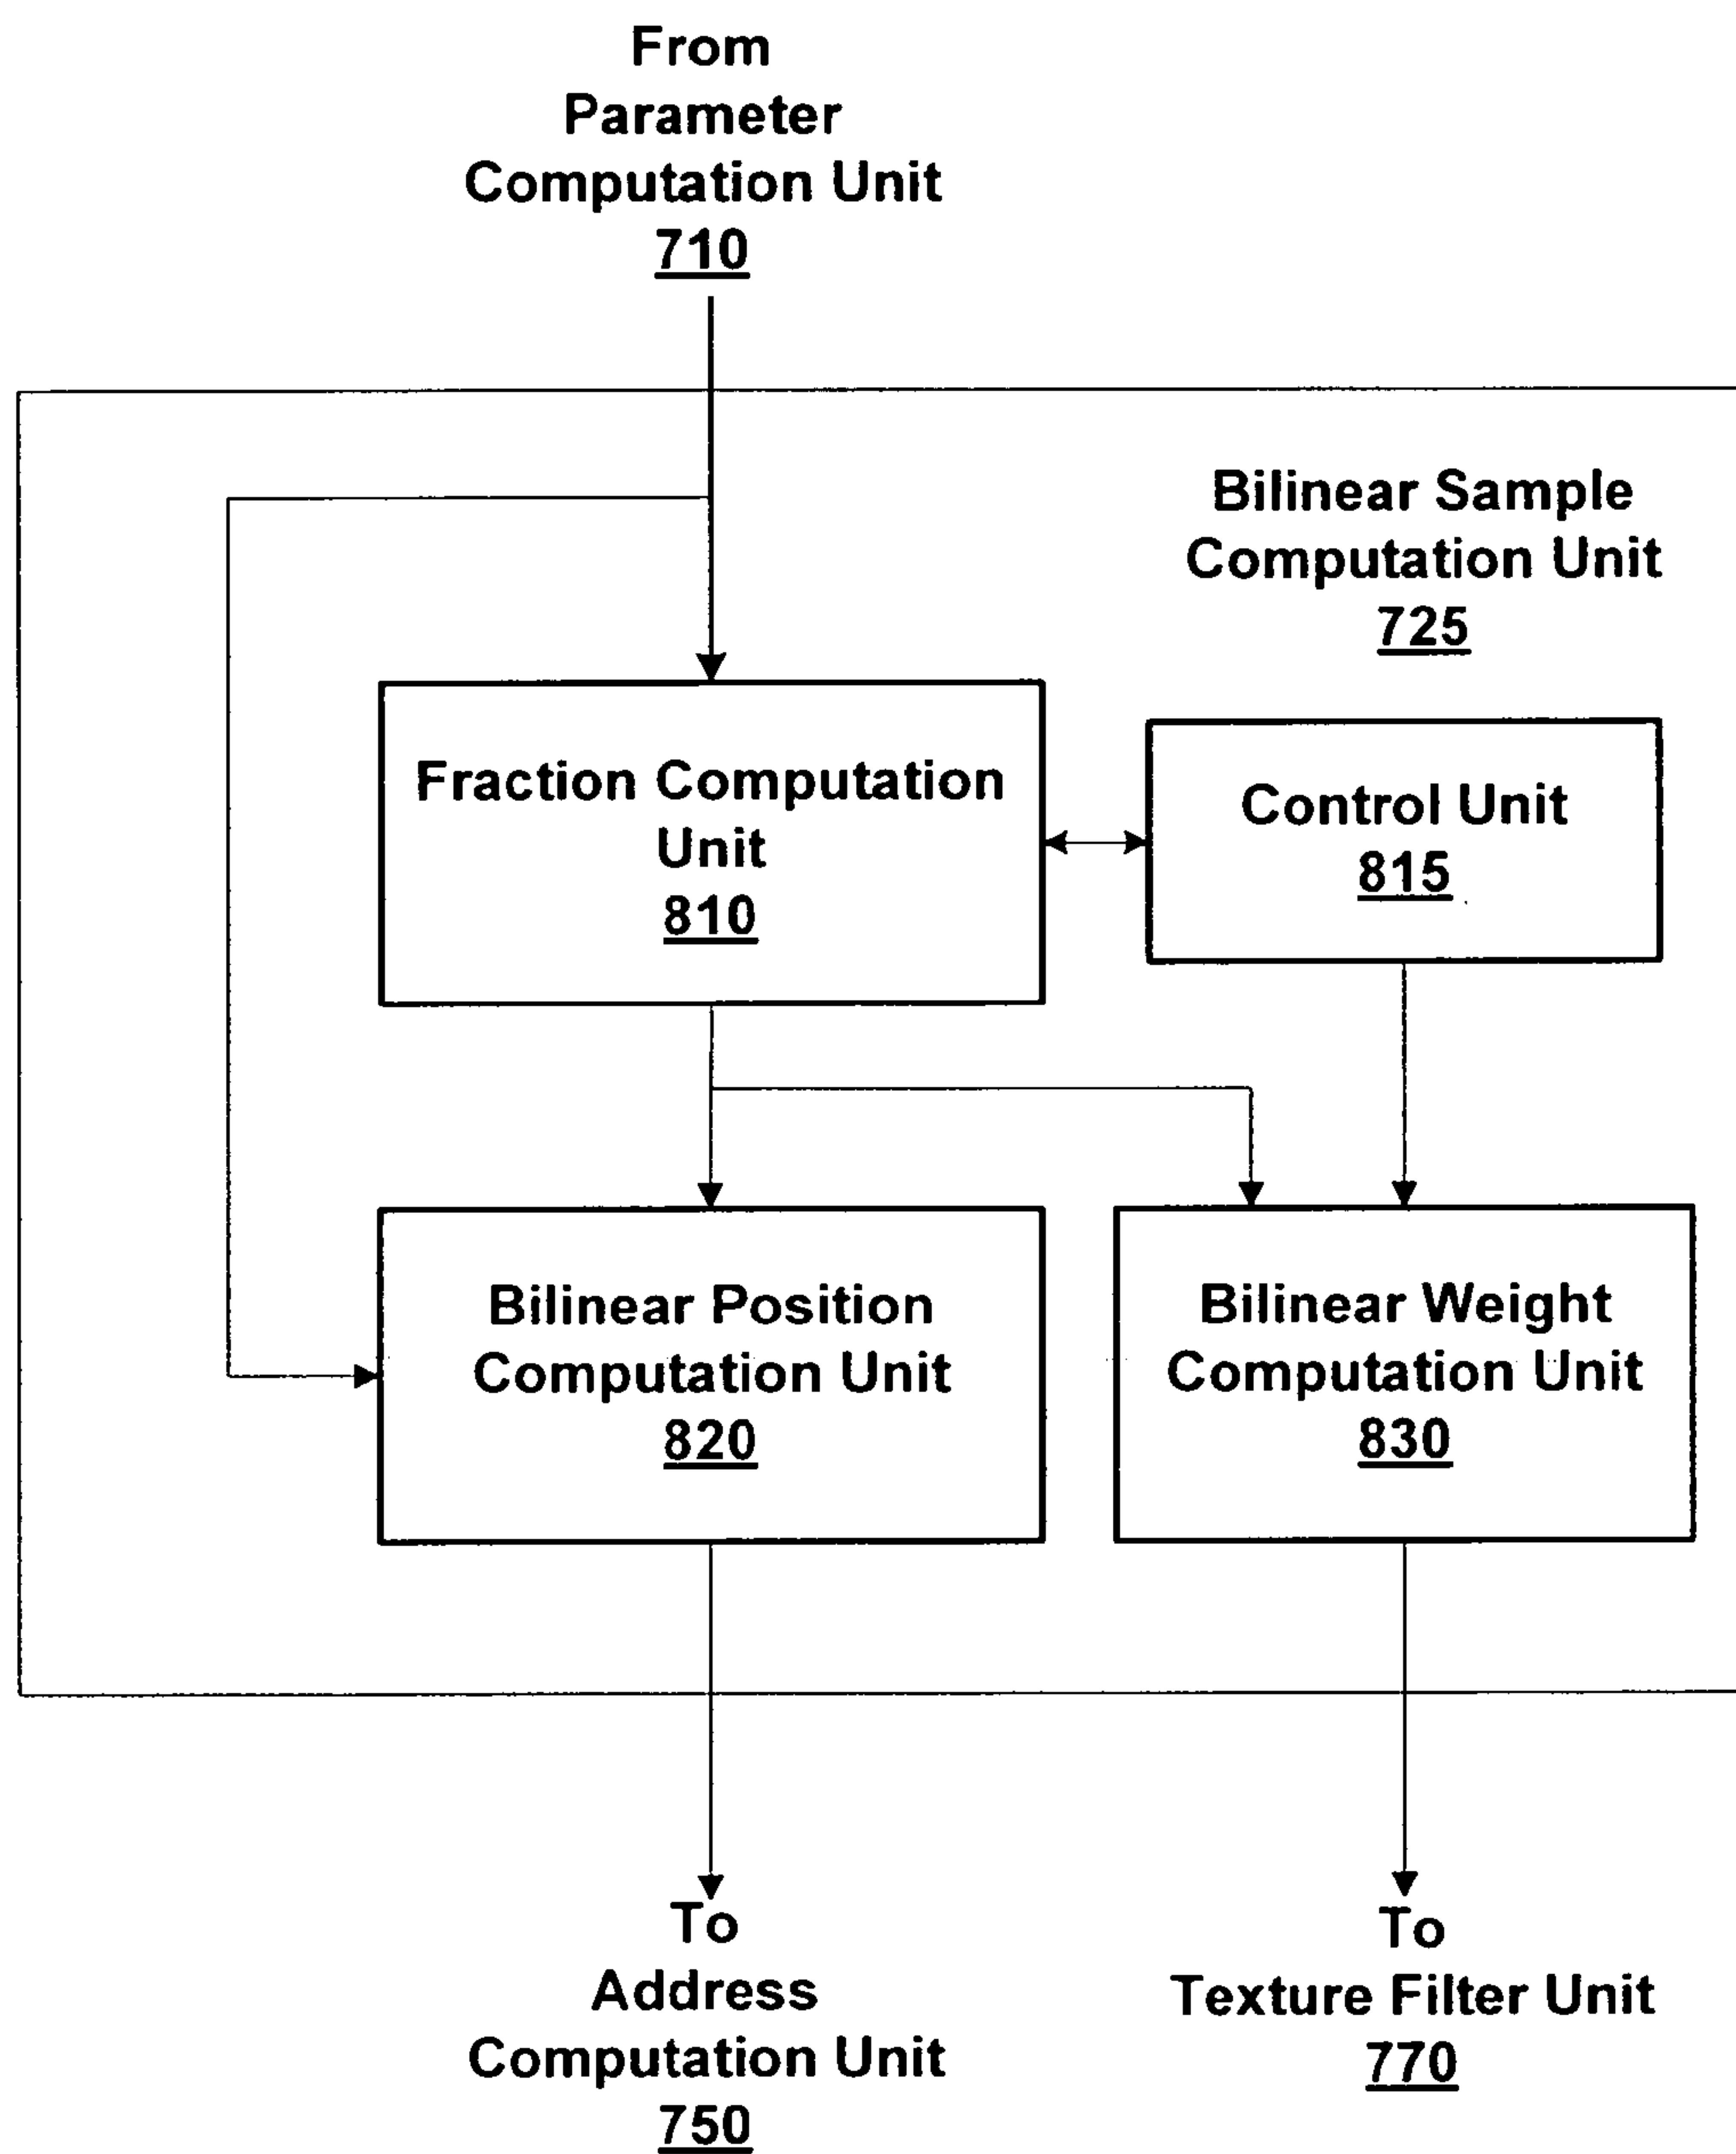 From
Parameter
Computation Unit
710
Bilinear Sample
Computation Unit
725
Fraction Computation
Unit
810
Control Unit
815
Bilinear Position
Computation Unit
820
Bilinear Weight
Computation Unit
830
To
Address
Computation Unit
750
To
Texture Filter Unit
770